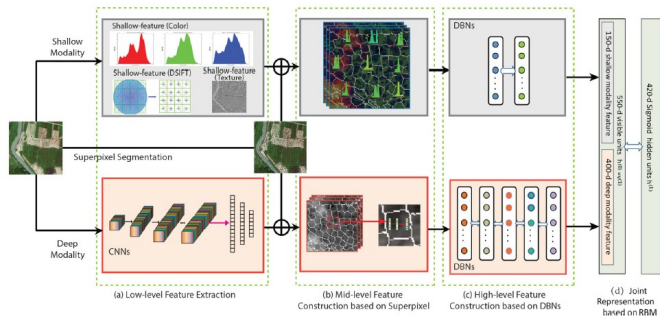 Shallow
Modality
Shallow-feature (Color)
Shallow-feature (DSIFT)
Shallow-feature
(Texture)
Superpixel Segmentation
Deep
Modality
CNNs
(a) Low-level Feature Extraction
(b) Mid-level Feature
Construction based on Superpixel
DBNs
DBNs
(c) High-level Feature
Construction based on DBNs
150-d shallow modality
feature
400-d deep modality
feature
550-d visible units
420-d Sigmoid hidden units
(d) Joint
Representation
based on RBM